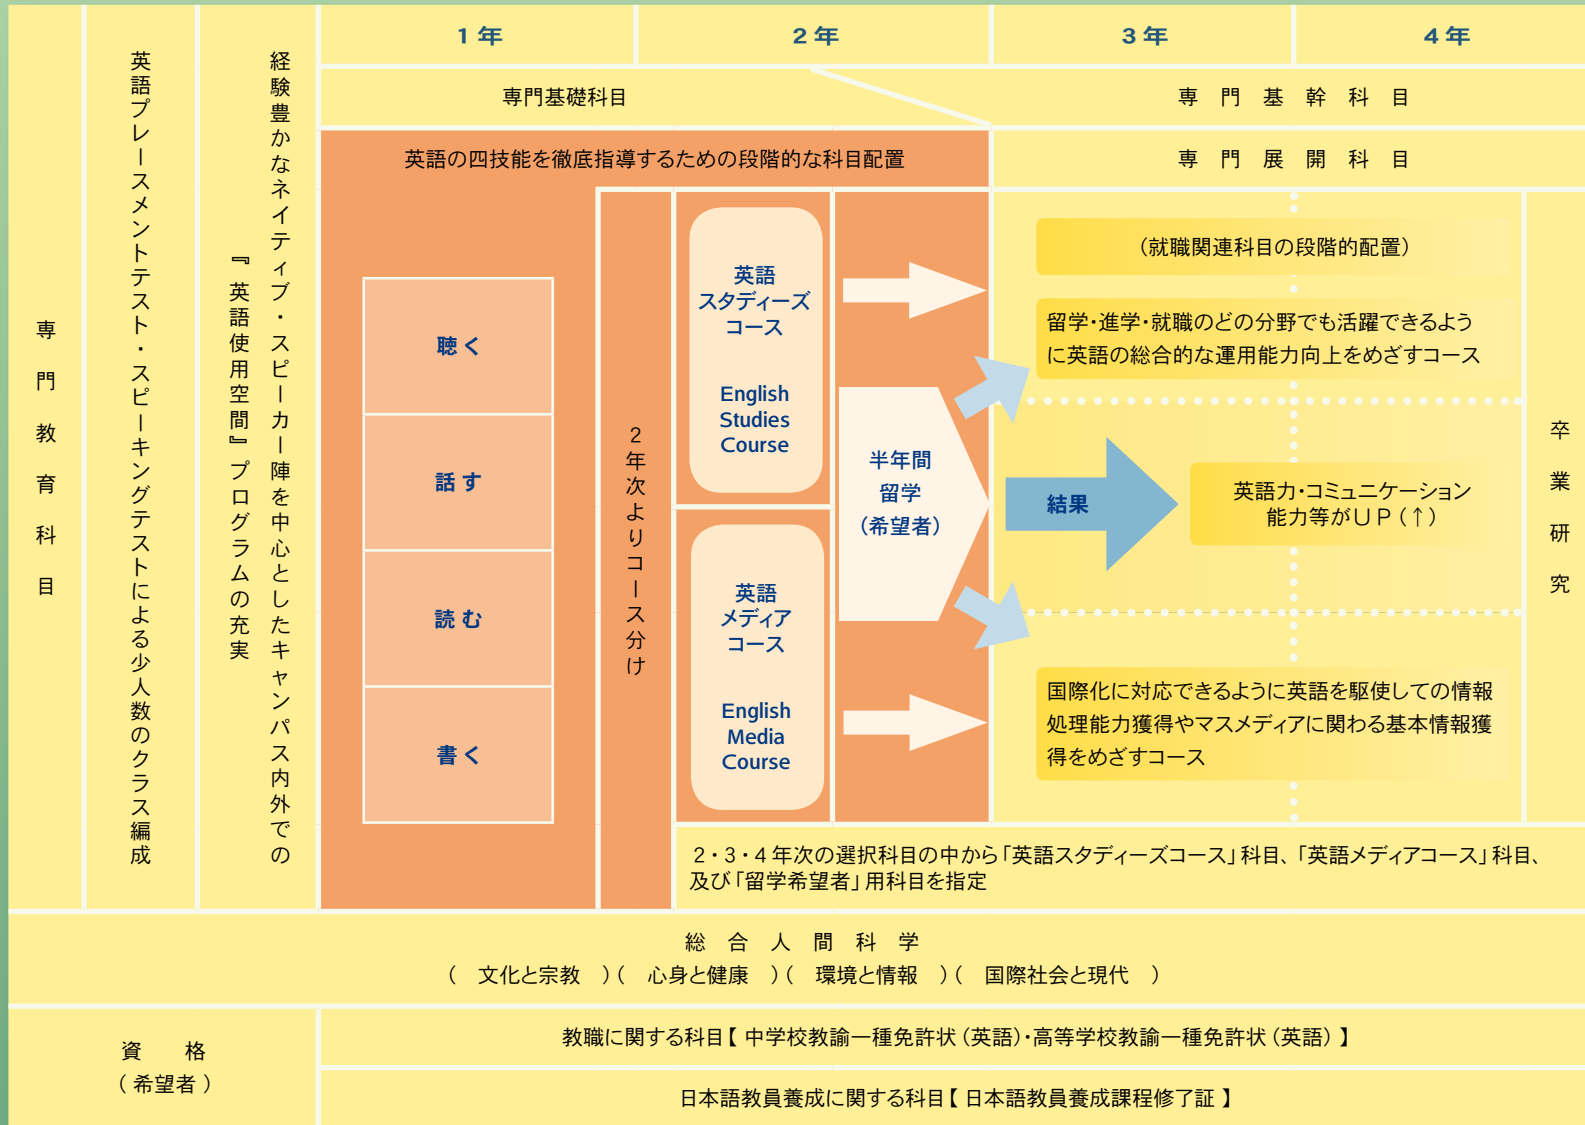 1年
2年
3年
4年
専門教育科目
英語プレースメントテスト・スピーキングテストによる少人数のクラス編成
経験豊かなネイティブ・スピーカー陣を中心としたキャンパス内外での
『英語使用空間』プログラムの充実
専門基礎科目
専門基幹科目
英語の四技能を徹底指導するための段階的な科目配置
専門展開科目
聴く
話す
読む
書く
2年次よりコース分け
英語
スタディーズ
コース
English
Studies
Course
英語
メディア
コース
English
Media
Course
半年間
留学
（希望者）
（就職関連科目の段階的配置）
留学・進学・就職のどの分野でも活躍できるよう
に英語の総合的な運用能力向上をめざすコース
結果
英語力・コミュニケーション
能力等がＵＰ（↑）
国際化に対応できるように英語を駆使しての情報
処理能力獲得やマスメディアに関わる基本情報獲
得をめざすコース
卒業研究
2・3・4年次の選択科目の中から「英語スタディーズコース」科目、「英語メディアコース」科目、
及び「留学希望者」用科目を指定
総合人間科学
（　文化と宗教　）（　心身と健康　）（　環境と情報　）（　国際社会と現代　）
資　格
（希望者）
教職に関する科目【 中学校教諭一種免許状（英語）・高等学校教諭一種免許状（英語）】
日本語教員養成に関する科目【 日本語教員養成課程修了証 】